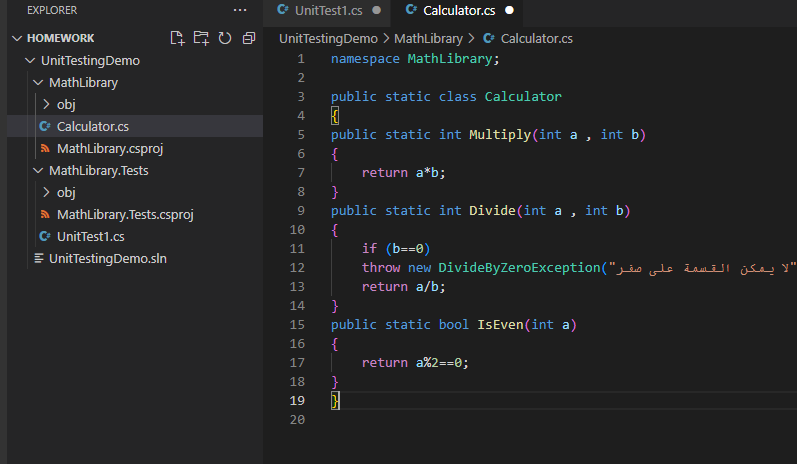 EXPLORER
HOMEWORK
UnitTestingDemo
MathLibrary
obj
Calculator.cs
MathLibrary.csproj
MathLibrary.Tests
obj
MathLibrary.Tests.csproj
UnitTest1.cs
UnitTestingDemo.sln
UnitTest1.cs
Calculator.cs
UnitTestingDemo > MathLibrary > Calculator.cs
1 namespace MathLibrary;
2
3 public static class Calculator
4 {
5 public static int Multiply(int a , int b)
6 {
7     return a*b;
8 }
9 public static int Divide(int a , int b)
10 {
11     if (b==0)
12     throw new DivideByZeroException("لا يمكن القسمة على صفر"
13     return a/b;
14 }
15 public static bool IsEven(int a)
16 {
17     return a%2==0;
18 }
19 }
20